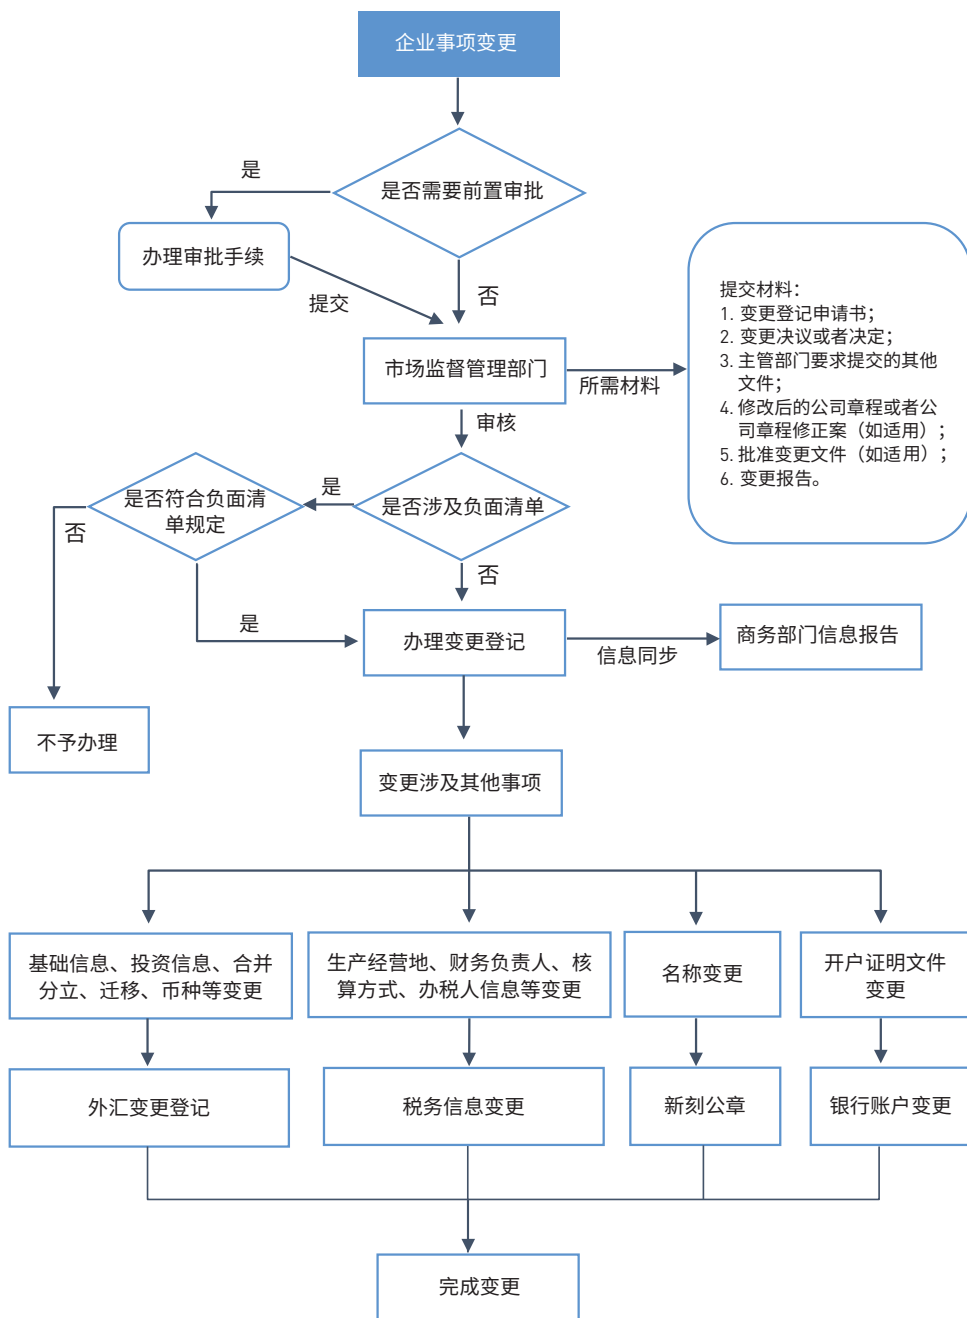 企业事项变更
是
是否需要前置审批
办理审批手续
提交
否
市场监督管理部门
所需材料
提交材料：
1. 变更登记申请书；
2. 变更决议或者决定；
3. 主管部门要求提交的其他
文件；
4. 修改后的公司章程或者公
司章程修正案（如适用）；
5. 批准变更文件（如适用）；
6. 变更报告。
审核
是否符合负面清
单规定
是
是否涉及负面清单
否
否
是
办理变更登记
信息同步
商务部门信息报告
不予办理
变更涉及其他事项
基础信息、投资信息、合并
分立、迁移、币种等变更
生产经营地、财务负责人、核
算方式、办税人信息等变更
名称变更
开户证明文件
变更
外汇变更登记
税务信息变更
新刻公章
银行账户变更
完成变更